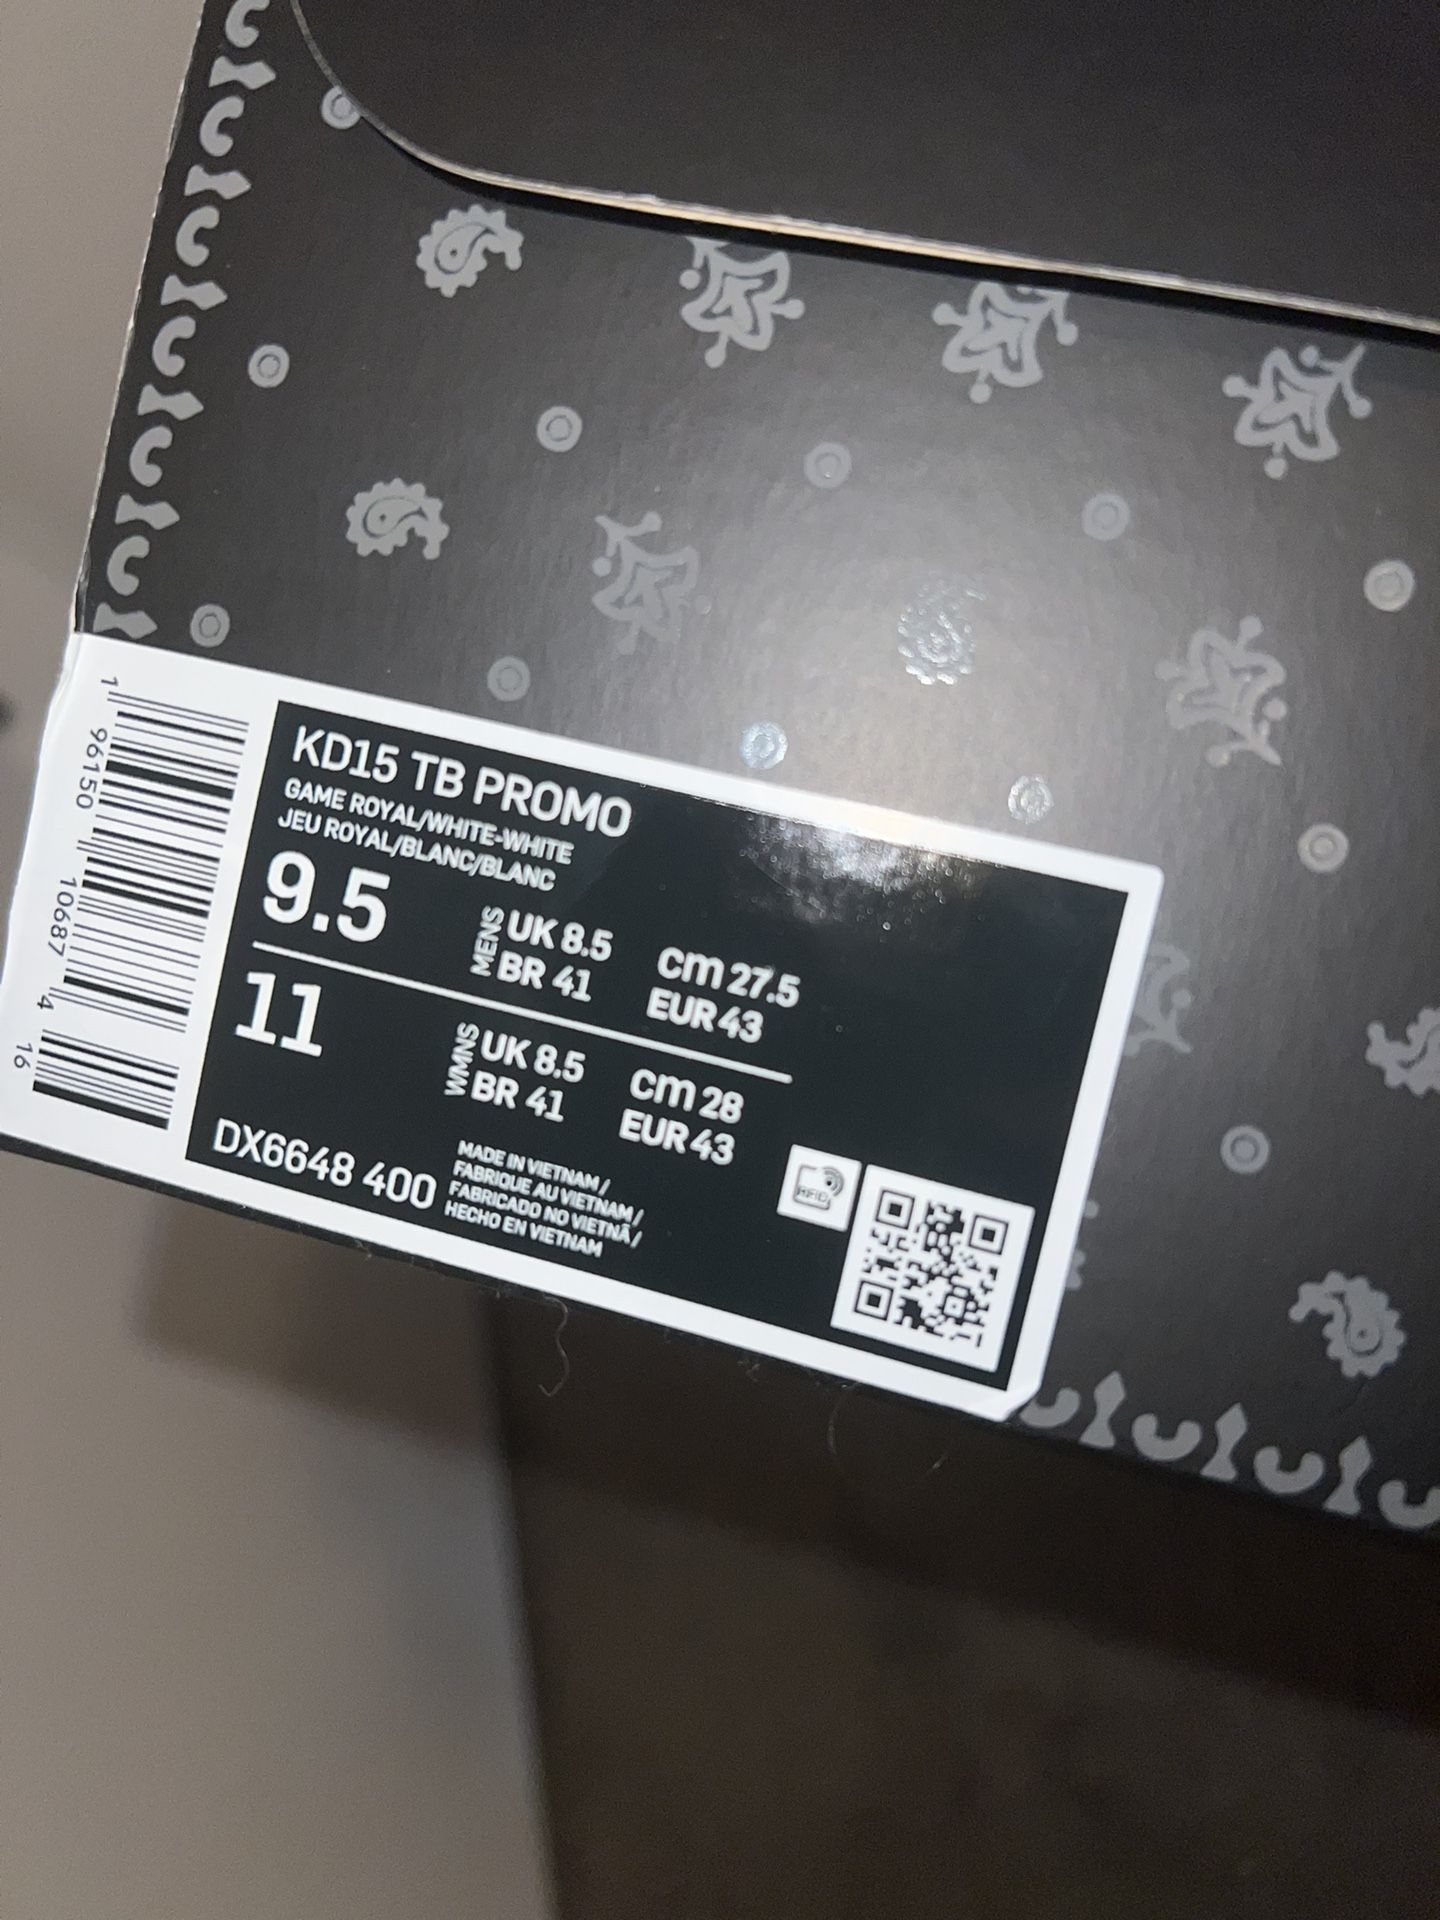 KD15 TB PROMO
GAME ROYAL/WHITE-WHITE
JEU ROYAL/BLANC/BLANC
9.5
MENS
UK 8.5
cm 27.5
BR 41
EUR 43
11
WMNS
UK 8.5
cm 28
BR 41
EUR 43
DX6648 400
MADE IN VIETNAM/
FABRIQUE AU VIETNAM/
FABRICADO NO VIETNÃ/
HECHO EN VIETNAM
RFID
1 96150 10687 4 16